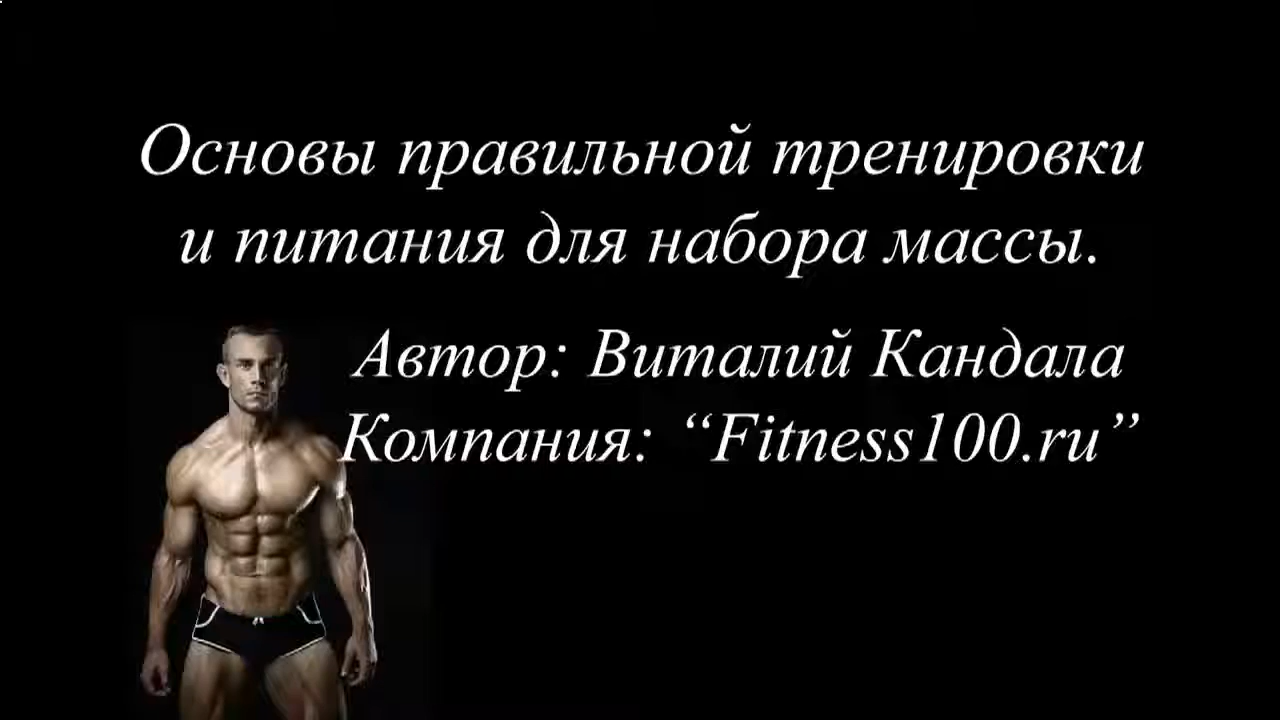 Основы правильной тренировки
и питания для набора массы.
Автор: Виталий Кандала
Компания: “Fitness100.ru”